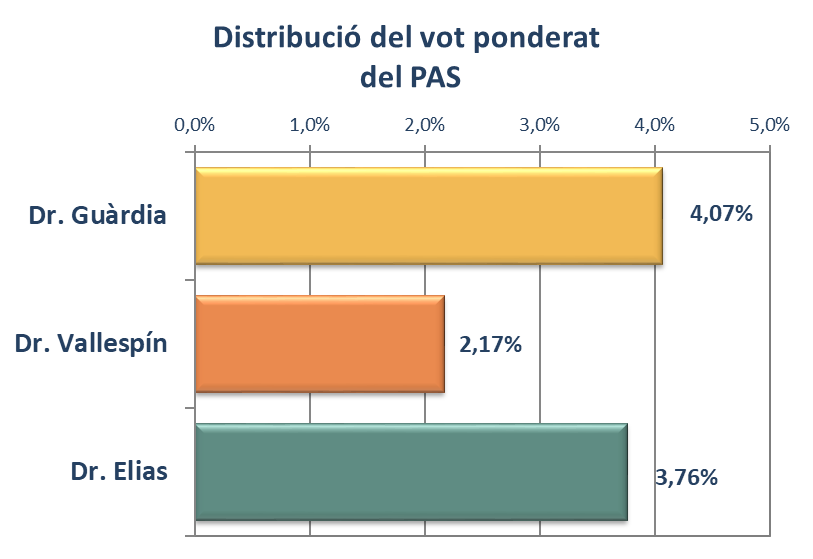 Distribució del vot ponderat
del PAS
0,0% 1,0% 2,0% 3,0% 4,0% 5,0%
Dr. Guàrdia 4,07%
Dr. Vallespín 2,17%
Dr. Elias 3,76%